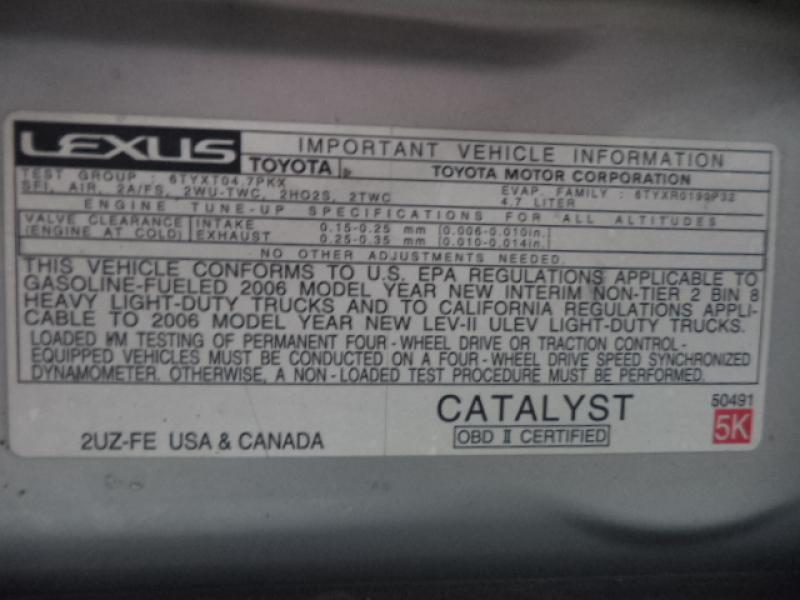 LEXUS IMPORTANT VEHICLE INFORMATION
TOYOTA TOYOTA MOTOR CORPORATION
TEST GROUP : 6TYXT04.7PKX EVAP. FAMILY : 6TYXR0190P32
SFI, AIR, 2A/FS, 2WU-TWC, 2HO2S, 2TWC 4.7 LITER
ENGINE TUNE-UP SPECIFICATIONS FOR ALL ALTITUDES
VALVE CLEARANCE INTAKE 0.15-0.25 mm [0.006-0.010in.]
(ENGINE AT COLD) EXHAUST 0.25-0.35 mm [0.010-0.014in.]
NO OTHER ADJUSTMENTS NEEDED.
THIS VEHICLE CONFORMS TO U.S. EPA REGULATIONS APPLICABLE TO
GASOLINE-FUELED 2006 MODEL YEAR NEW INTERIM NON-TIER 2 BIN 8
HEAVY LIGHT-DUTY TRUCKS AND TO CALIFORNIA REGULATIONS APPLI-
CABLE TO 2006 MODEL YEAR NEW LEV-II ULEV LIGHT-DUTY TRUCKS.
LOADED I/M TESTING OF PERMANENT FOUR-WHEEL DRIVE OR TRACTION CONTROL-
EQUIPPED VEHICLES MUST BE CONDUCTED ON A FOUR-WHEEL DRIVE SPEED SYNCHRONIZED
DYNAMOMETER. OTHERWISE, A NON-LOADED TEST PROCEDURE MUST BE PERFORMED.
2UZ-FE USA & CANADA
CATALYST
OBD II CERTIFIED
50491
5K